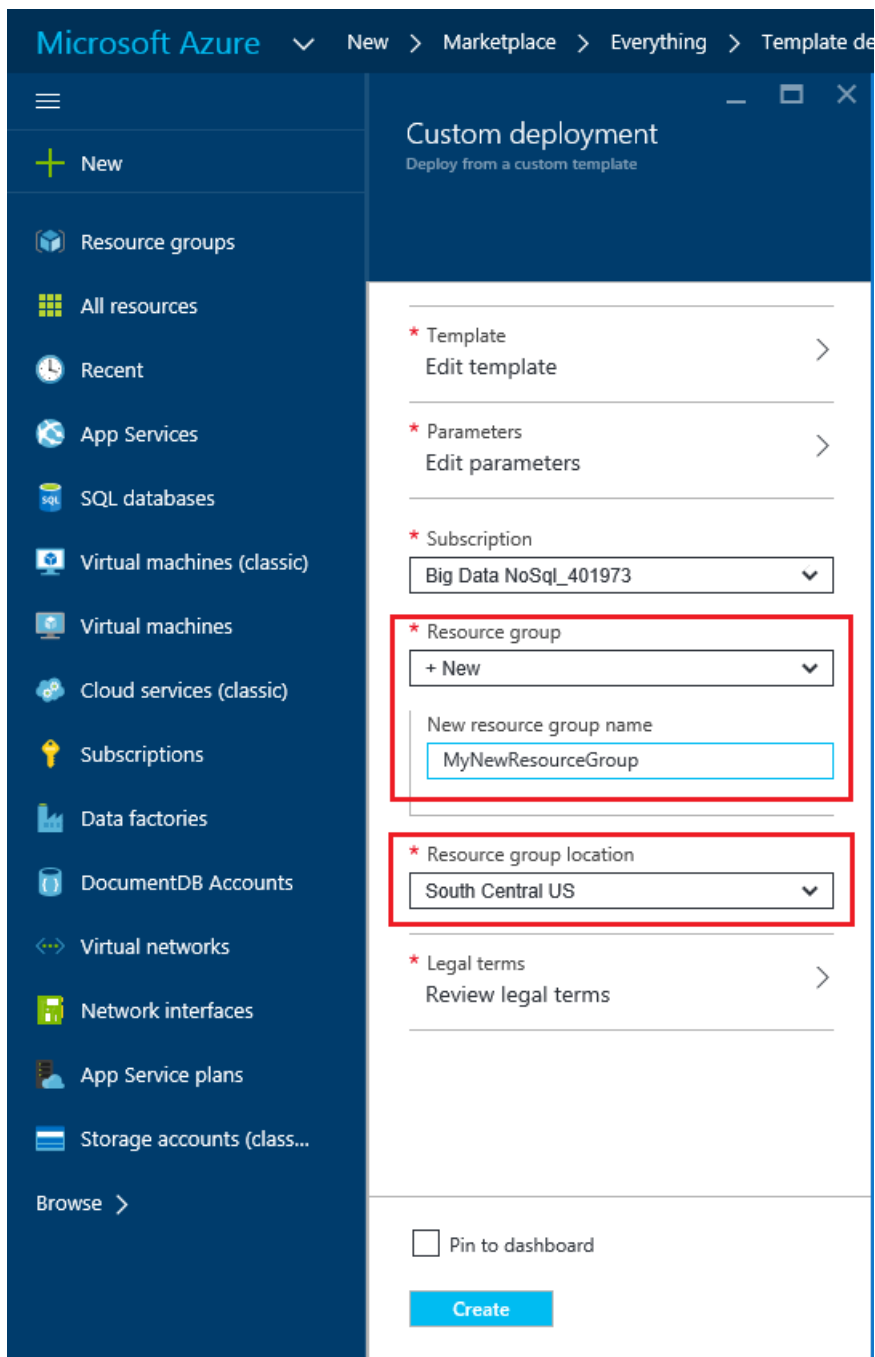 Microsoft Azure New > Marketplace > Everything > Template de
New
Resource groups
All resources
Recent
App Services
SQL
SQL databases
Virtual machines (classic)
Virtual machines
Cloud services (classic)
Subscriptions
Data factories
DocumentDB Accounts
Virtual networks
Network interfaces
App Service plans
Storage accounts (class...
Browse >
Custom deployment
Deploy from a custom template
* Template
Edit template
* Parameters
Edit parameters
* Subscription
Big Data NoSql_401973
* Resource group
+ New
New resource group name
MyNewResourceGroup
* Resource group location
South Central US
* Legal terms
Review legal terms
Pin to dashboard
Create